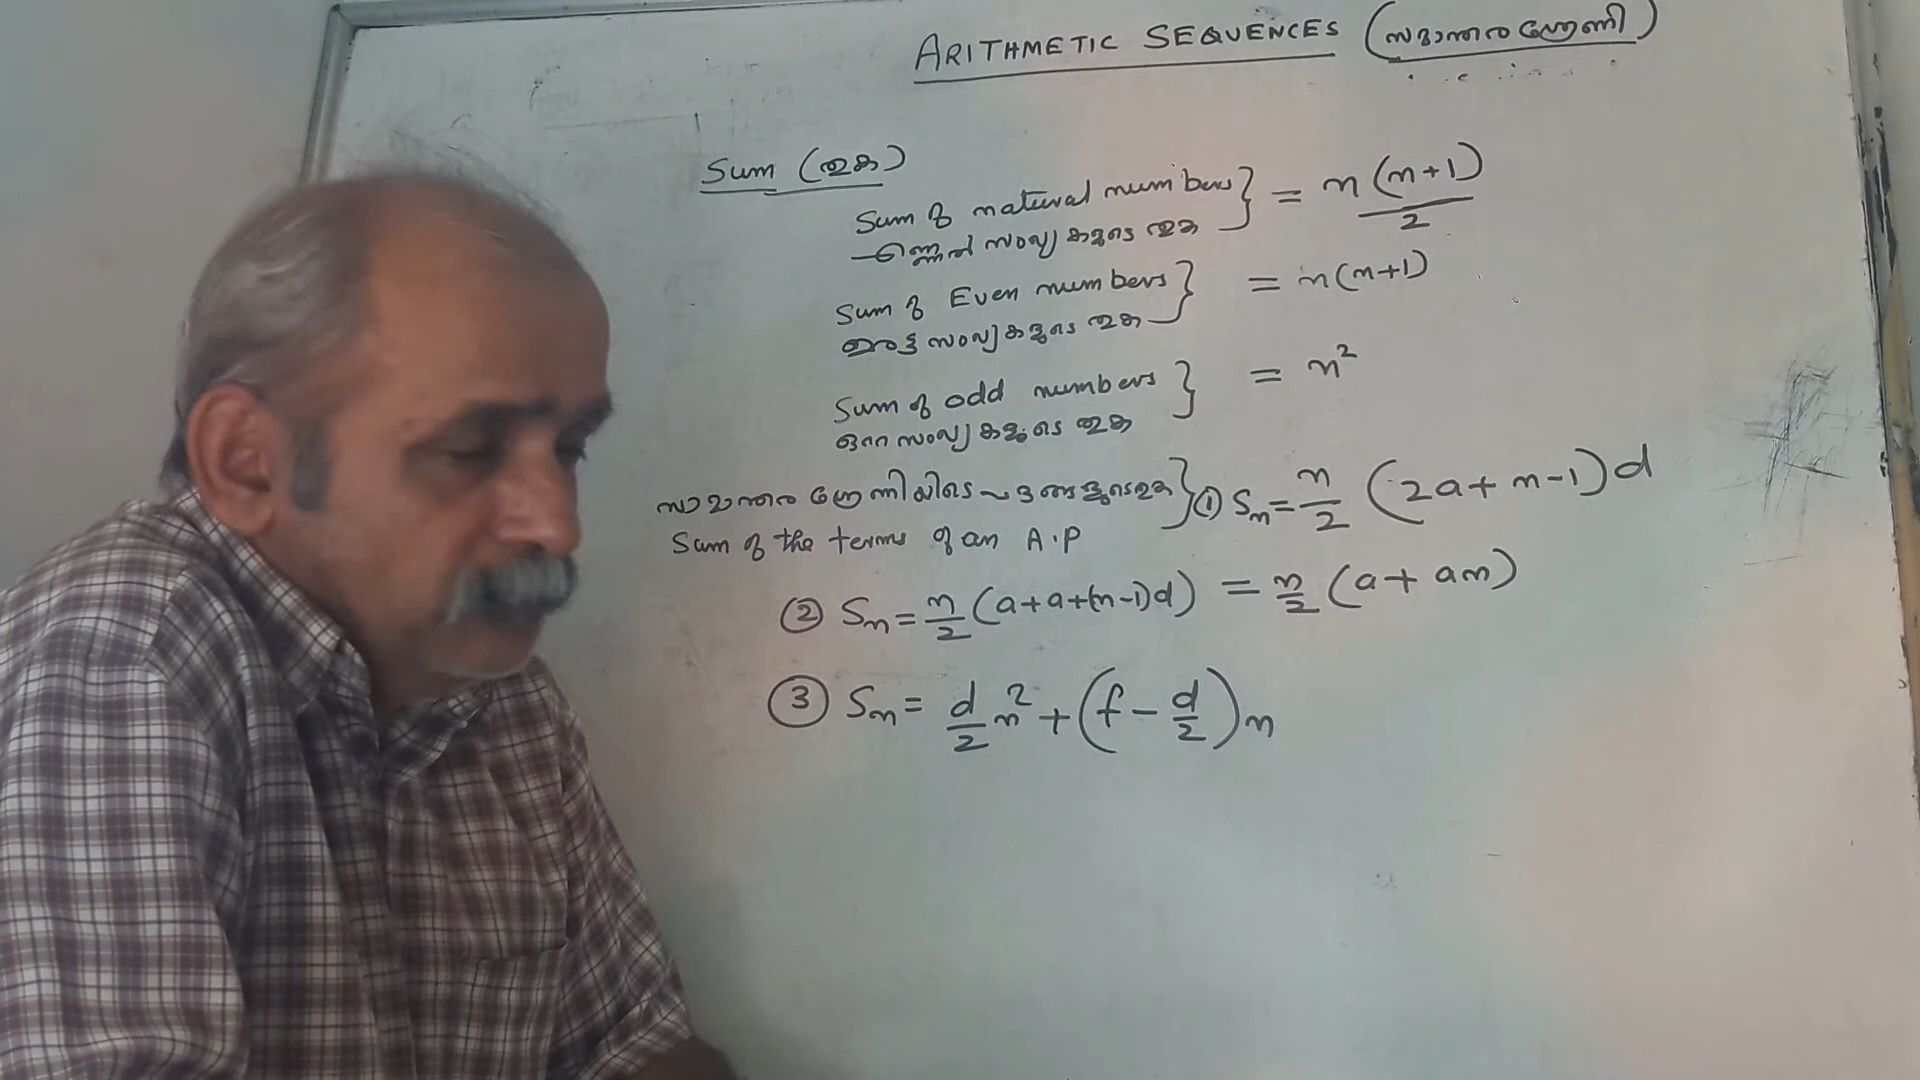 ARITHMETIC SEQUENCES (സമാന്തരശ്രേണി)
Sum (തുക)
Sum of natural numbers } = n(n+1)/2
എണ്ണൽ സംഖ്യകളുടെ തുക
Sum of Even numbers } = n(n+1)
ഇരട്ട സംഖ്യകളുടെ തുക
Sum of odd numbers } = n²
ഒറ്റ സംഖ്യകളുടെ തുക
സമാന്തര ശ്രേണിയിടെ പദങ്ങളുടെ തുക } ① Sn = n/2 (2a+n-1)d
Sum of the terms of an A.P
② Sn = n/2 (a+a+(n-1)d) = n/2 (a+an)
③ Sn = d/2 n² + (f - d/2)n